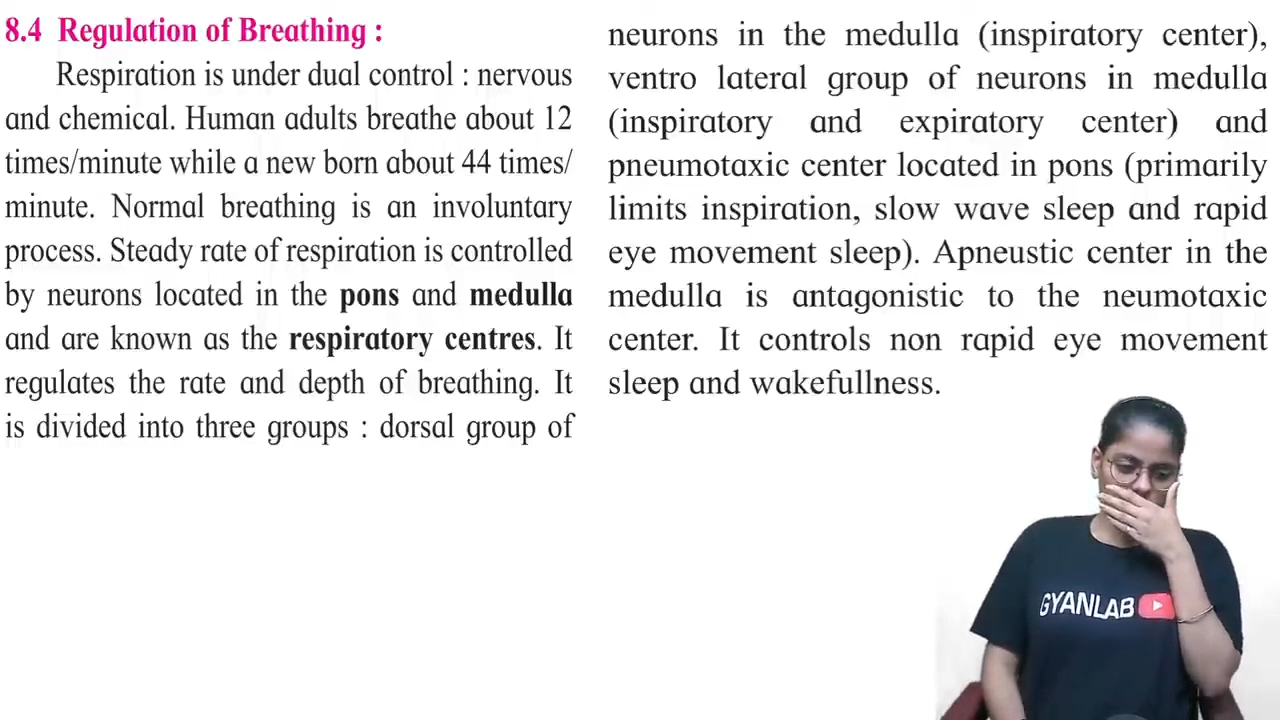 8.4 Regulation of Breathing :
Respiration is under dual control : nervous
and chemical. Human adults breathe about 12
times/minute while a new born about 44 times/
minute. Normal breathing is an involuntary
process. Steady rate of respiration is controlled
by neurons located in the pons and medulla
and are known as the respiratory centres. It
regulates the rate and depth of breathing. It
is divided into three groups : dorsal group of
neurons in the medulla (inspiratory center),
ventro lateral group of neurons in medulla
(inspiratory and expiratory center) and
pneumotaxic center located in pons (primarily
limits inspiration, slow wave sleep and rapid
eye movement sleep). Apneustic center in the
medulla is antagonistic to the neumotaxic
center. It controls non rapid eye movement
sleep and wakefullness.
GYANLAB